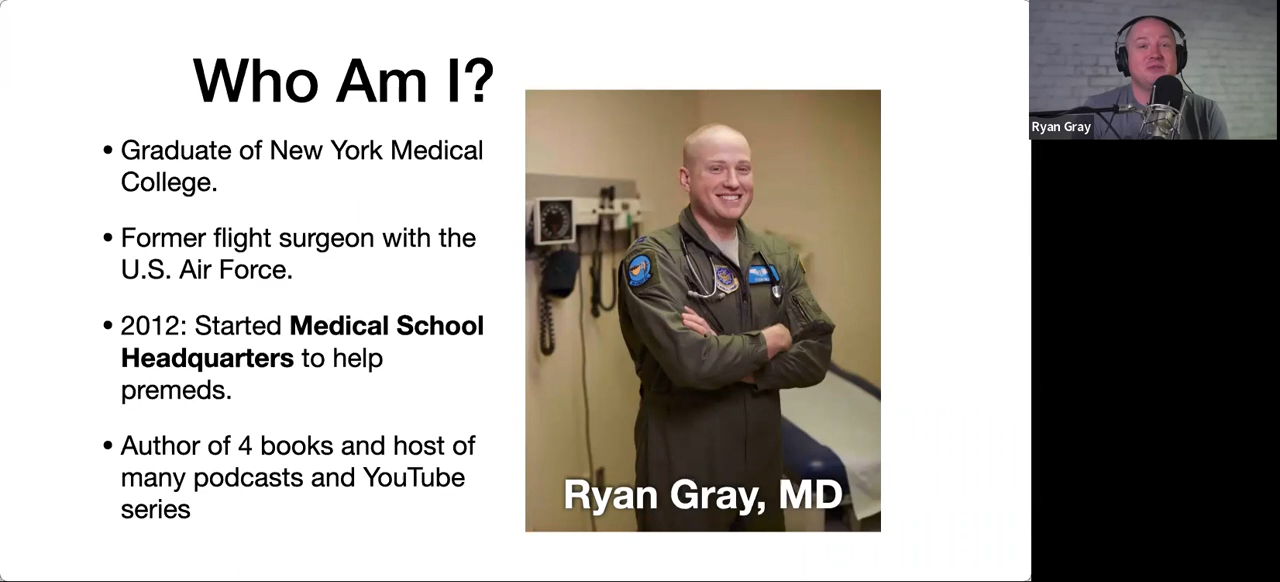 Who Am I?
• Graduate of New York Medical
College.
• Former flight surgeon with the
U.S. Air Force.
• 2012: Started Medical School
Headquarters to help
premeds.
• Author of 4 books and host of
many podcasts and YouTube
series
Ryan Gray, MD
Ryan Gray